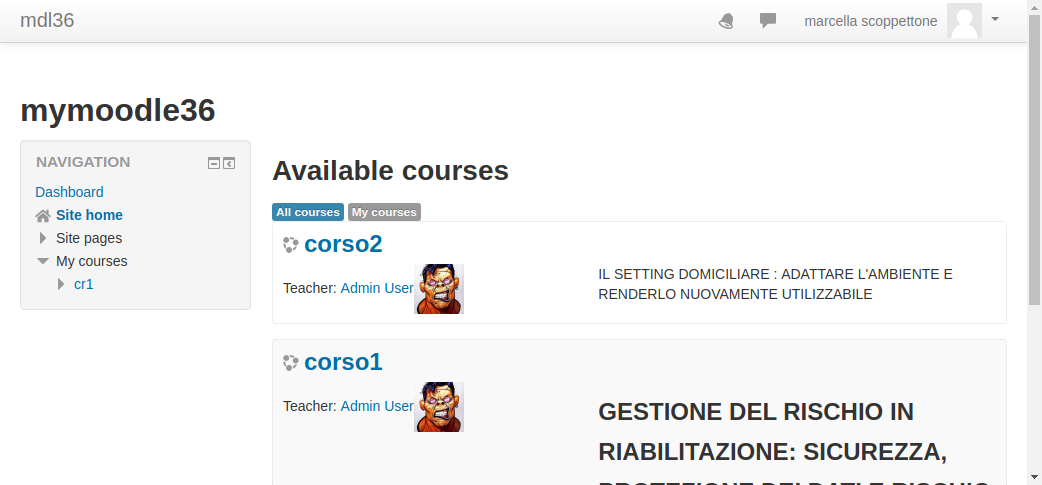 mdl36
marcella scoppettone
mymoodle36
NAVIGATION
Dashboard
Site home
Site pages
My courses
cr1
Available courses
All courses My courses
corso2
Teacher: Admin User
IL SETTING DOMICILIARE : ADATTARE L'AMBIENTE E
RENDERLO NUOVAMENTE UTILIZZABILE
corso1
Teacher: Admin User
GESTIONE DEL RISCHIO IN
RIABILITAZIONE: SICUREZZA,